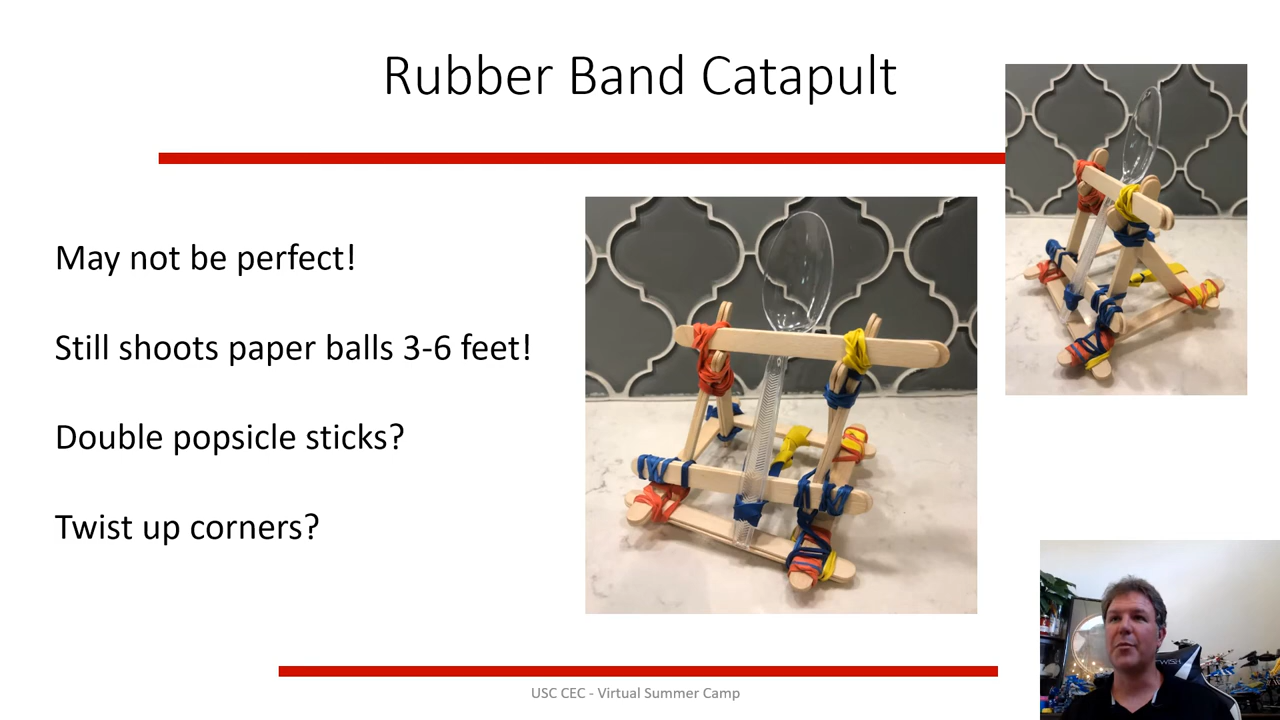 Rubber Band Catapult
May not be perfect!
Still shoots paper balls 3-6 feet!
Double popsicle sticks?
Twist up corners?
USC CEC - Virtual Summer Camp